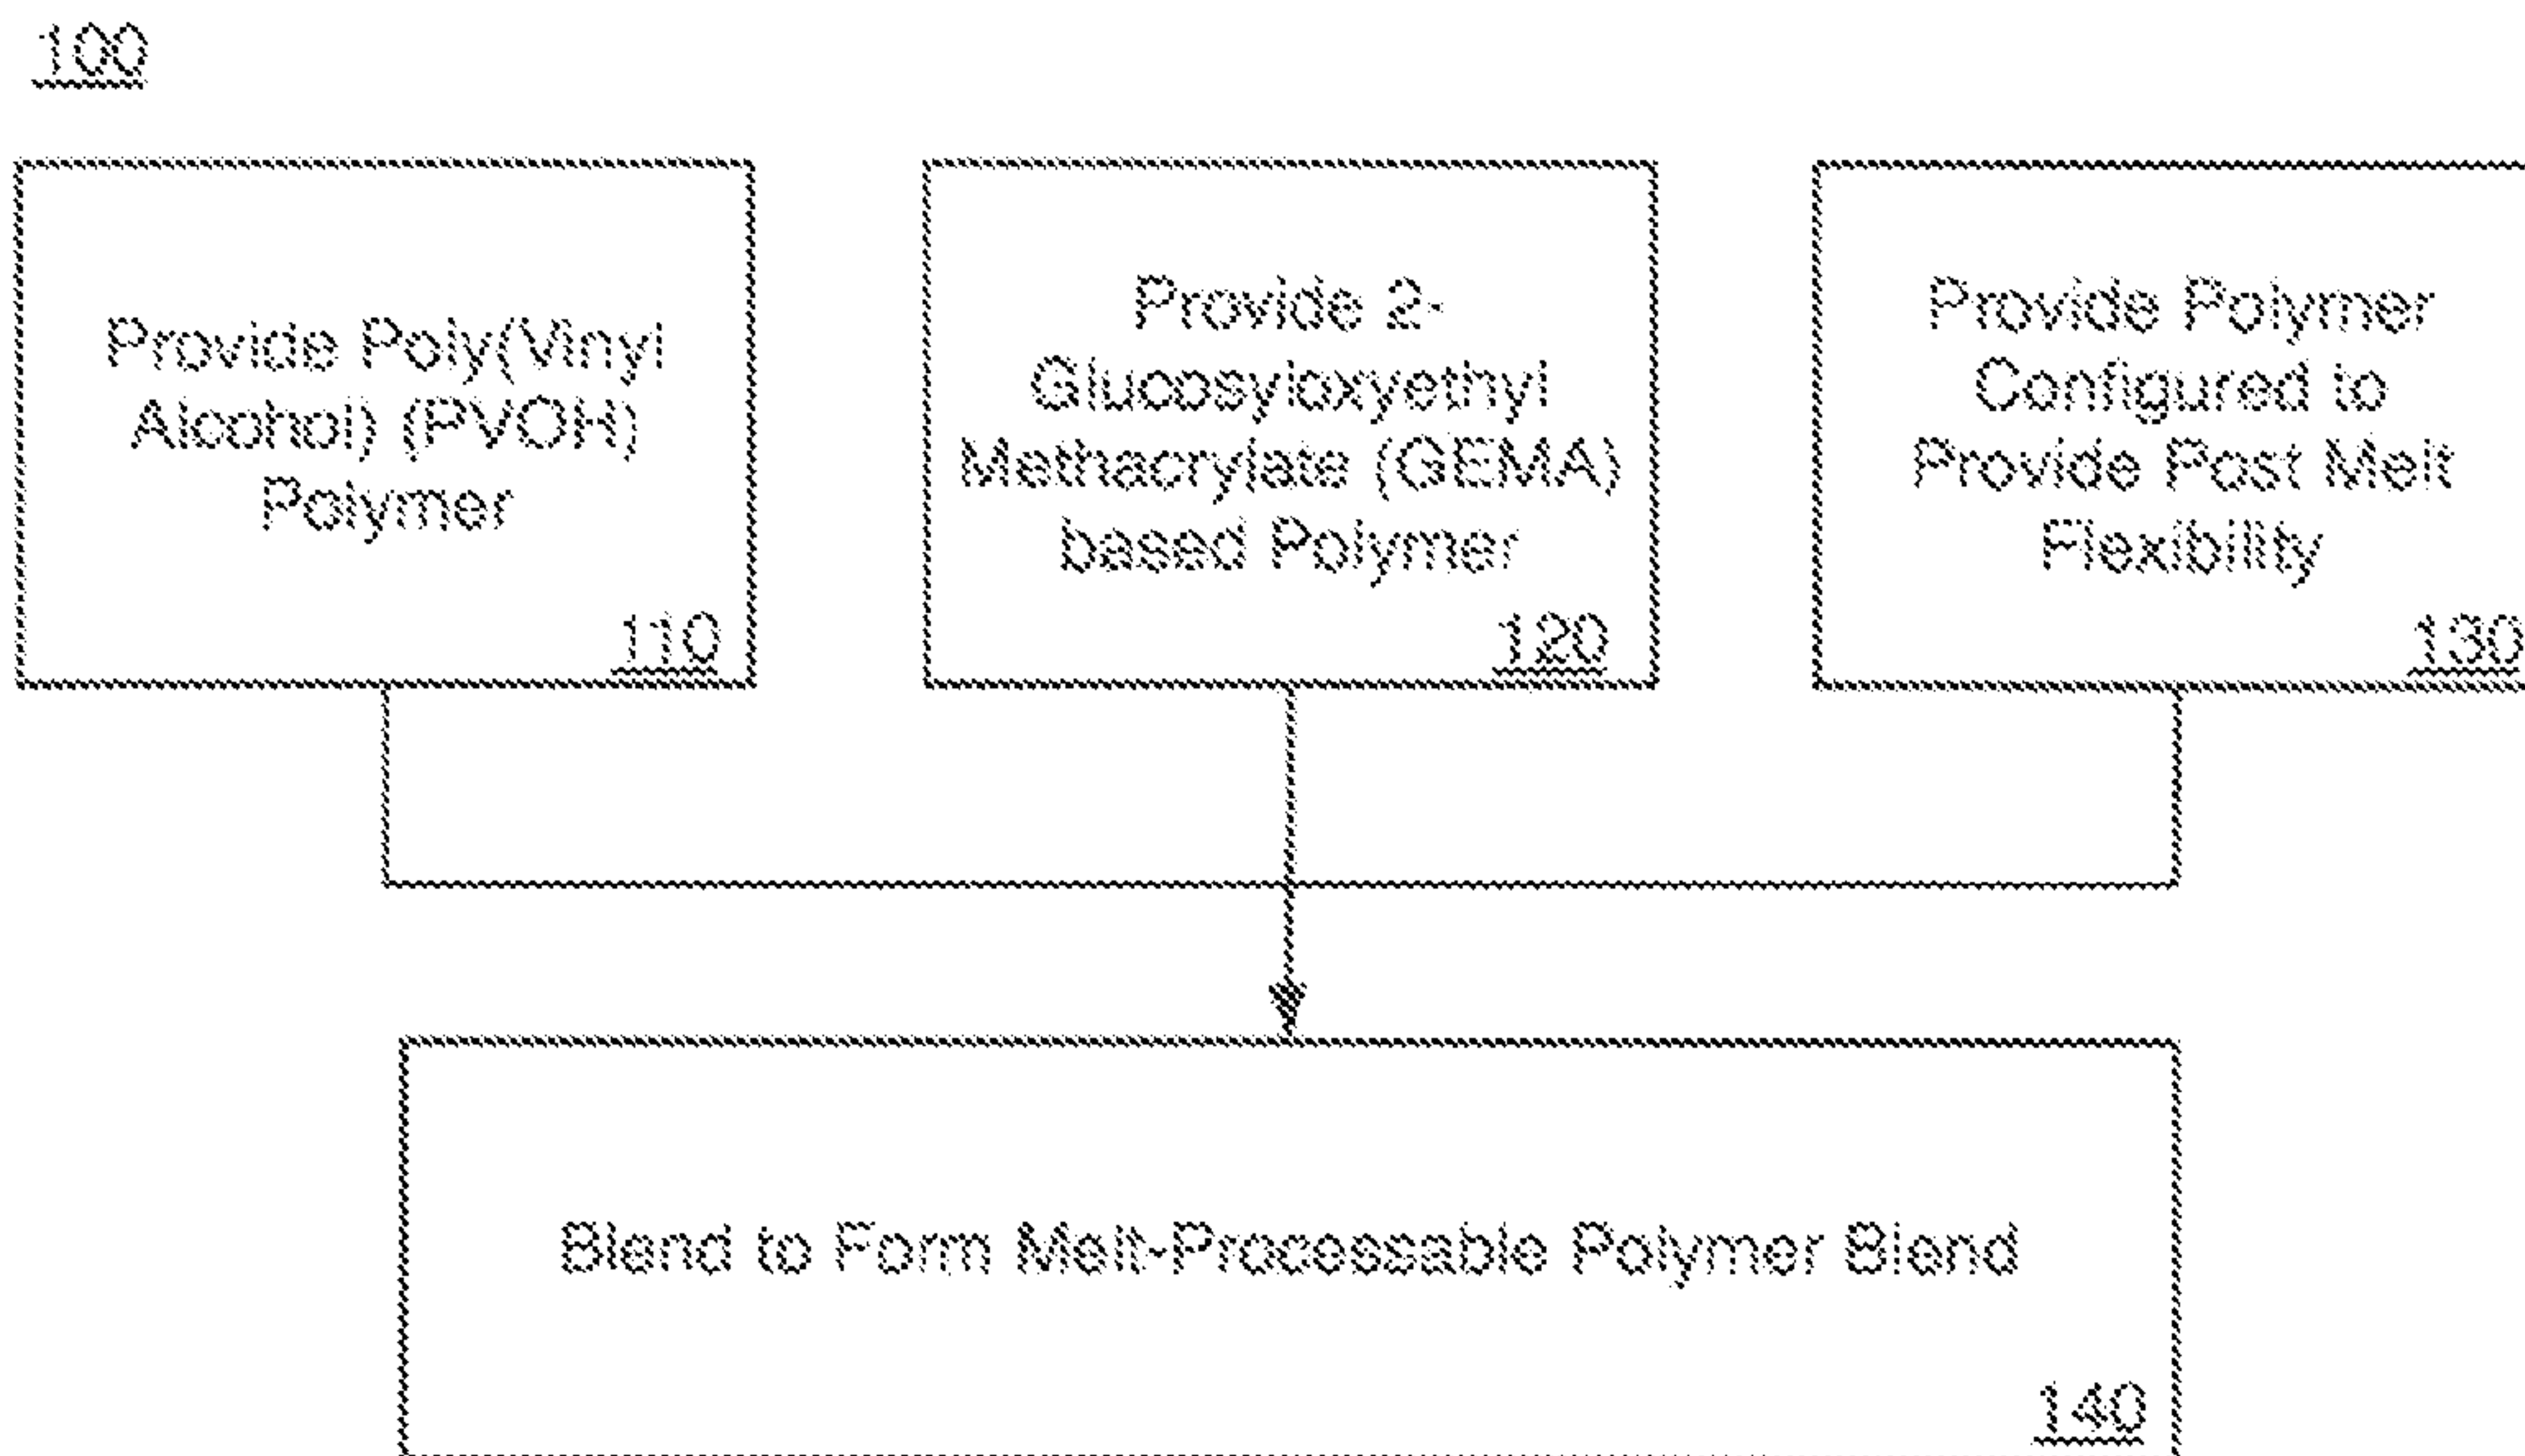 100
Provide Poly(Vinyl
Alcohol) (PVOH)
Polymer
110
Provide 2-
Glucosyloxyethyl
Methacrylate (GEMA)
based Polymer
120
Provide Polymer
Configured to
Provide Post Melt
Flexibility
130
Blend to Form Melt-Processable Polymer Blend
140